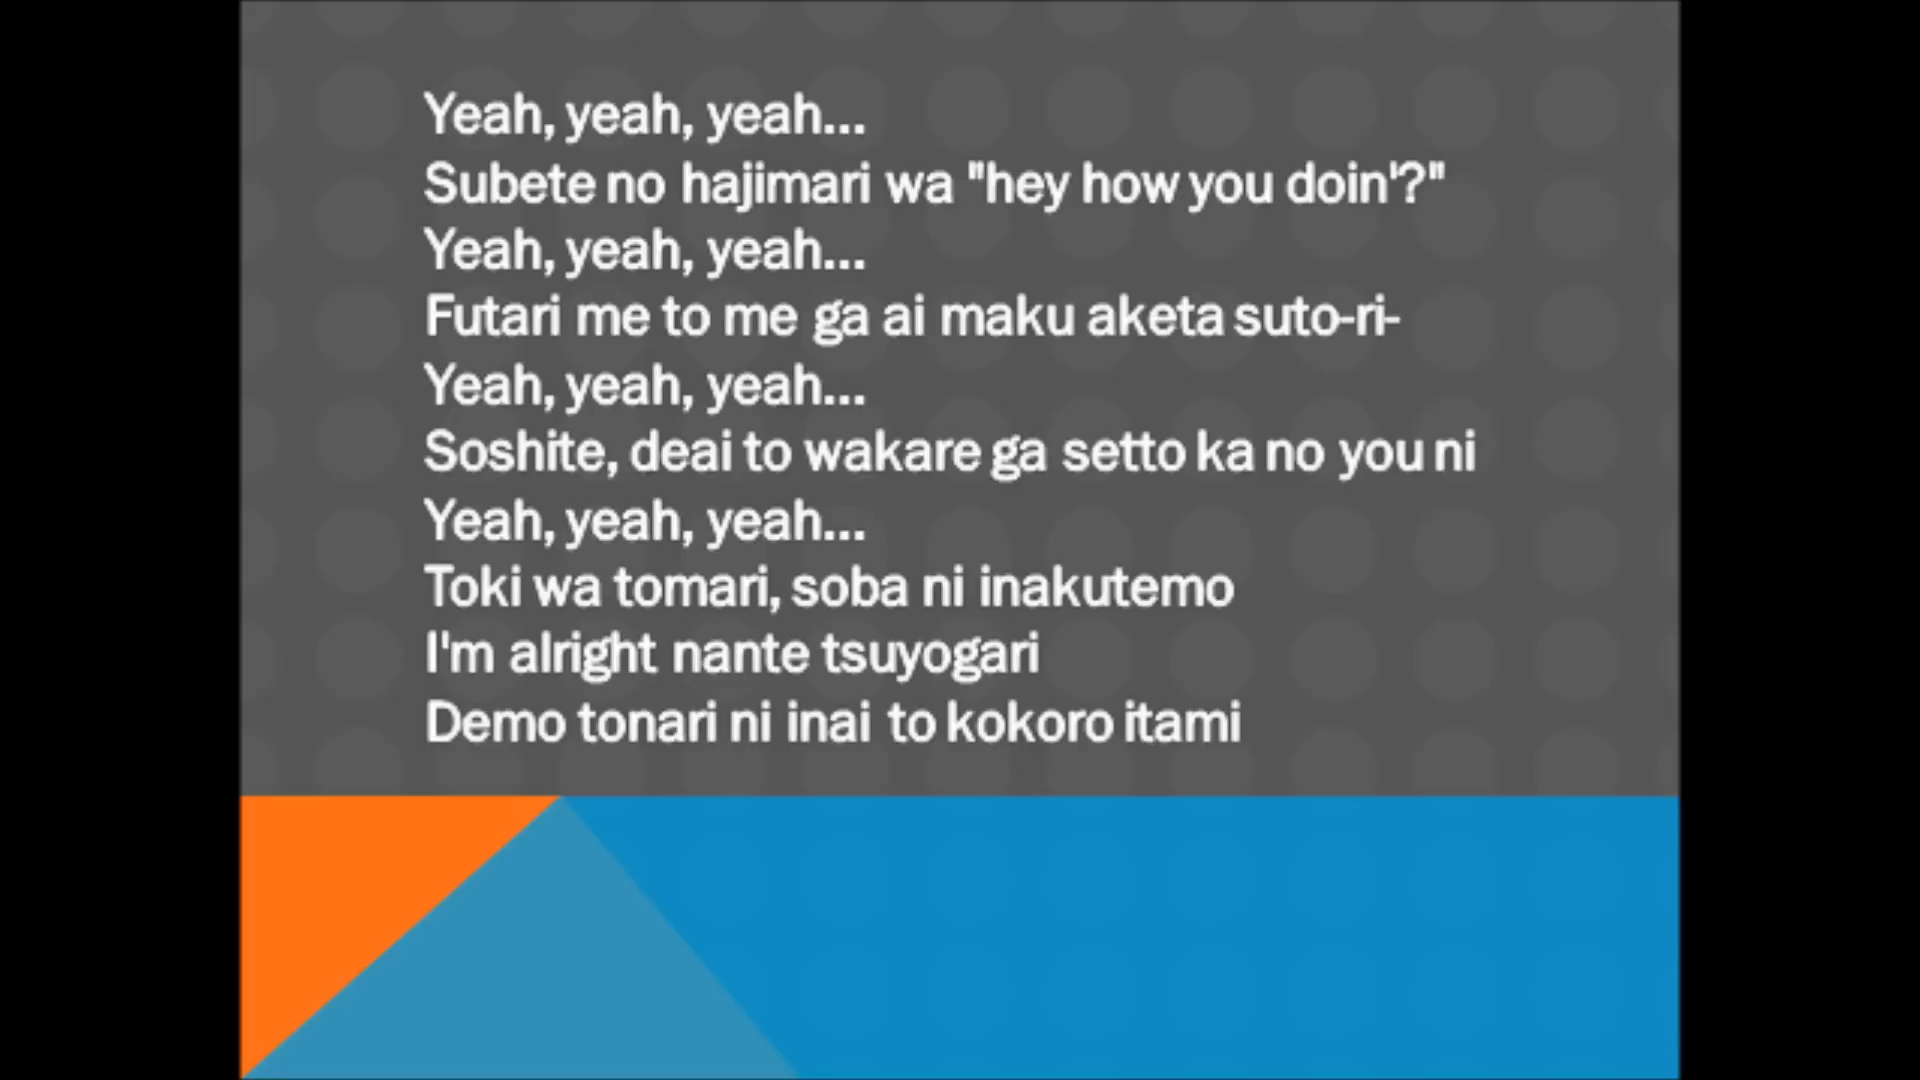 Yeah, yeah, yeah...
Subete no hajimari wa "hey how you doin'?"
Yeah, yeah, yeah...
Futari me to me ga ai maku aketa suto-ri-
Yeah, yeah, yeah...
Soshite, deai to wakare ga setto ka no you ni
Yeah, yeah, yeah...
Toki wa tomari, soba ni inakutemo
I'm alright nante tsuyogari
Demo tonari ni inai to kokoro itami